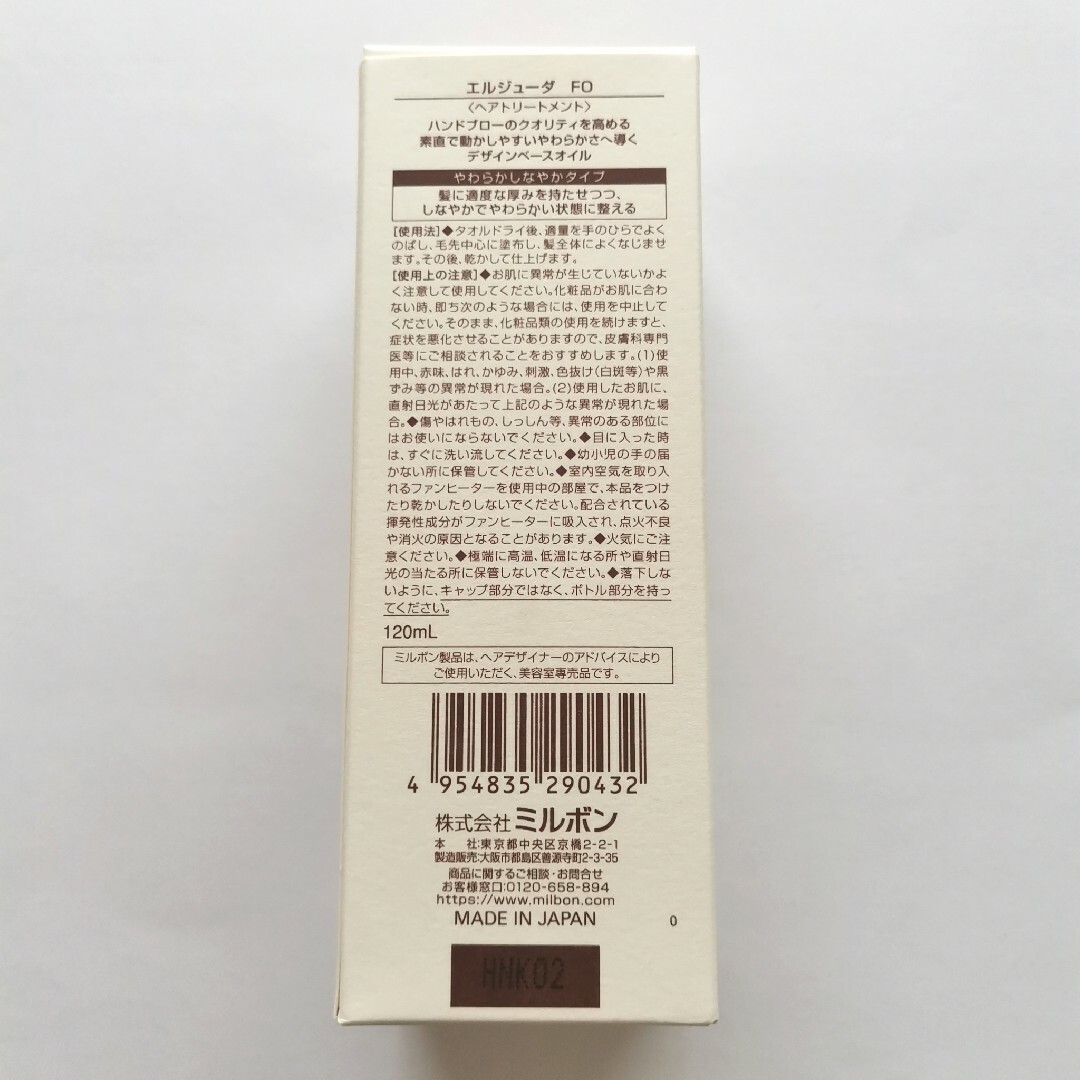 エルジューダ FO
〈ヘアトリートメント〉
ハンドブローのクオリティを高める
素直で動かしやすいやわらかさへ導く
デザインベースオイル
やわらかしなやかタイプ
髪に適度な厚みを持たせつつ、
しなやかでやわらかい状態に整える
［使用法］◆タオルドライ後、適量を手のひらでよく
のばし、毛先中心に塗布し、髪全体によくなじませ
ます。その後、乾かして仕上げます。
［使用上の注意］◆お肌に異常が生じていないかよ
く注意して使用してください。化粧品がお肌に合わ
ない時、即ち次のような場合には、使用を中止して
ください。そのまま、化粧品類の使用を続けますと、
症状を悪化させることがありますので、皮膚科専門
医等にご相談されることをおすすめします。(1)使
用中、赤味、はれ、かゆみ、刺激、色抜け(白斑等)や黒
ずみ等の異常が現れた場合。(2)使用したお肌に、
直射日光があたって上記のような異常が現れた場
合。◆傷やはれもの、しっしん等、異常のある部位に
はお使いにならないでください。◆目に入った時
は、すぐに洗い流してください。◆幼小児の手の届
かない所に保管してください。◆室内空気を取り入
れるファンヒーターを使用中の部屋で、本品をつけ
たり乾かしたりしないでください。配合されている
揮発性成分がファンヒーターに吸入され、点火不良
や消火の原因となることがあります。◆火気にご注
意ください。◆極端に高温、低温になる所や直射日
光の当たる所に保管しないでください。◆落下しな
いように、キャップ部分ではなく、ボトル部分を持っ
てください。
120mL
ミルボン製品は、ヘアデザイナーのアドバイスにより
ご使用いただく、美容室専売品です。
4 954835 290432
株式会社 ミルボン
本 社:東京都中央区京橋2-2-1
製造販売:大阪市都島区善源寺町2-3-35
商品に関するご相談・お問合せ
お客様窓口:0120-658-894
https://www.milbon.com
MADE IN JAPAN 0
HNK02